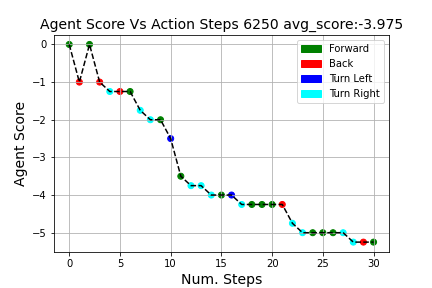 Agent Score Vs Action Steps 6250 avg_score:-3.975
Forward
Back
Turn Left
Turn Right
Agent Score
0
−1
−2
−3
−4
−5
0 5 10 15 20 25 30
Num. Steps